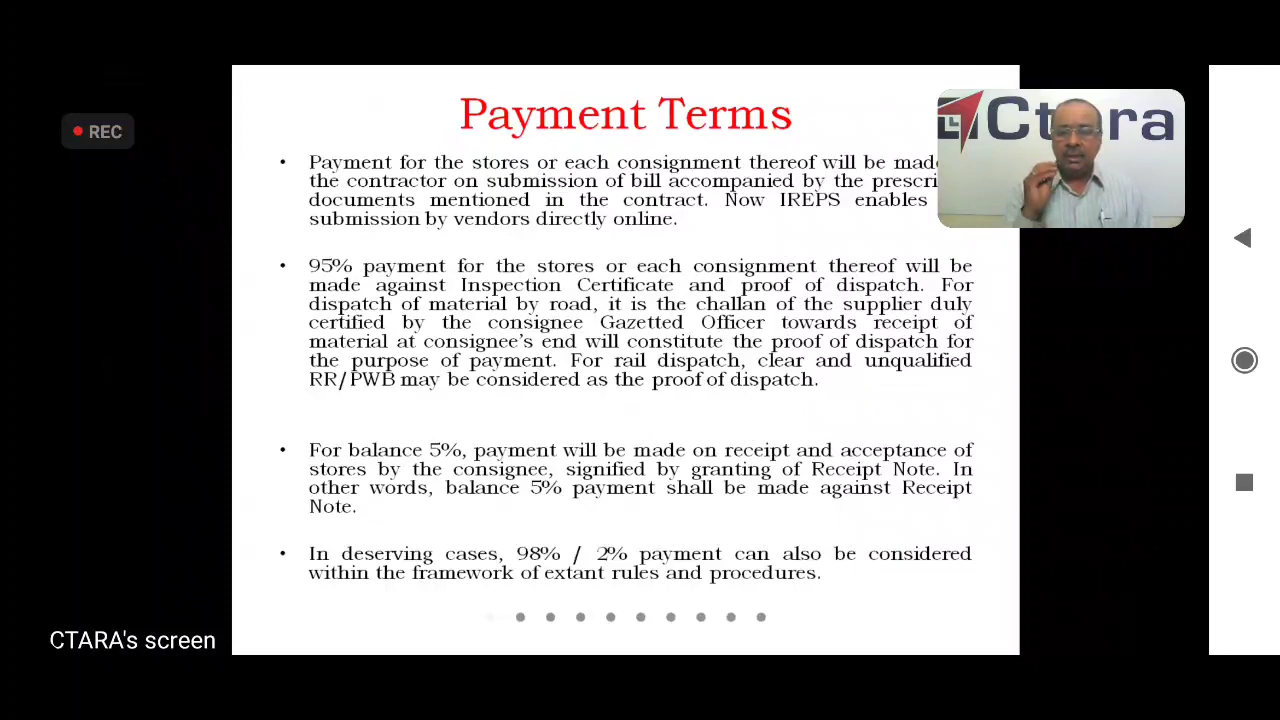 Payment Terms
REC
Ctara
• Payment for the stores or each consignment thereof will be made
the contractor on submission of bill accompanied by the
documents mentioned in the contract. Now IREPS enables
submission by vendors directly online.
• 95% payment for the stores or each consignment thereof will be
made against Inspection Certificate and proof of dispatch. For
dispatch of material by road, it is the challan of the supplier duly
certified by the consignee Gazetted Officer towards receipt of
material at consignee's end will constitute the proof of dispatch for
the purpose of payment. For rail dispatch, clear and unqualified
RR/PWB may be considered as the proof of dispatch.
• For balance 5%, payment will be made on receipt and acceptance of
stores by the consignee, signified by granting of Receipt Note. In
other words, balance 5% payment shall be made against Receipt
Note.
• In deserving cases, 98% / 2% payment can also be considered
within the framework of extant rules and procedures.
CTARA's screen